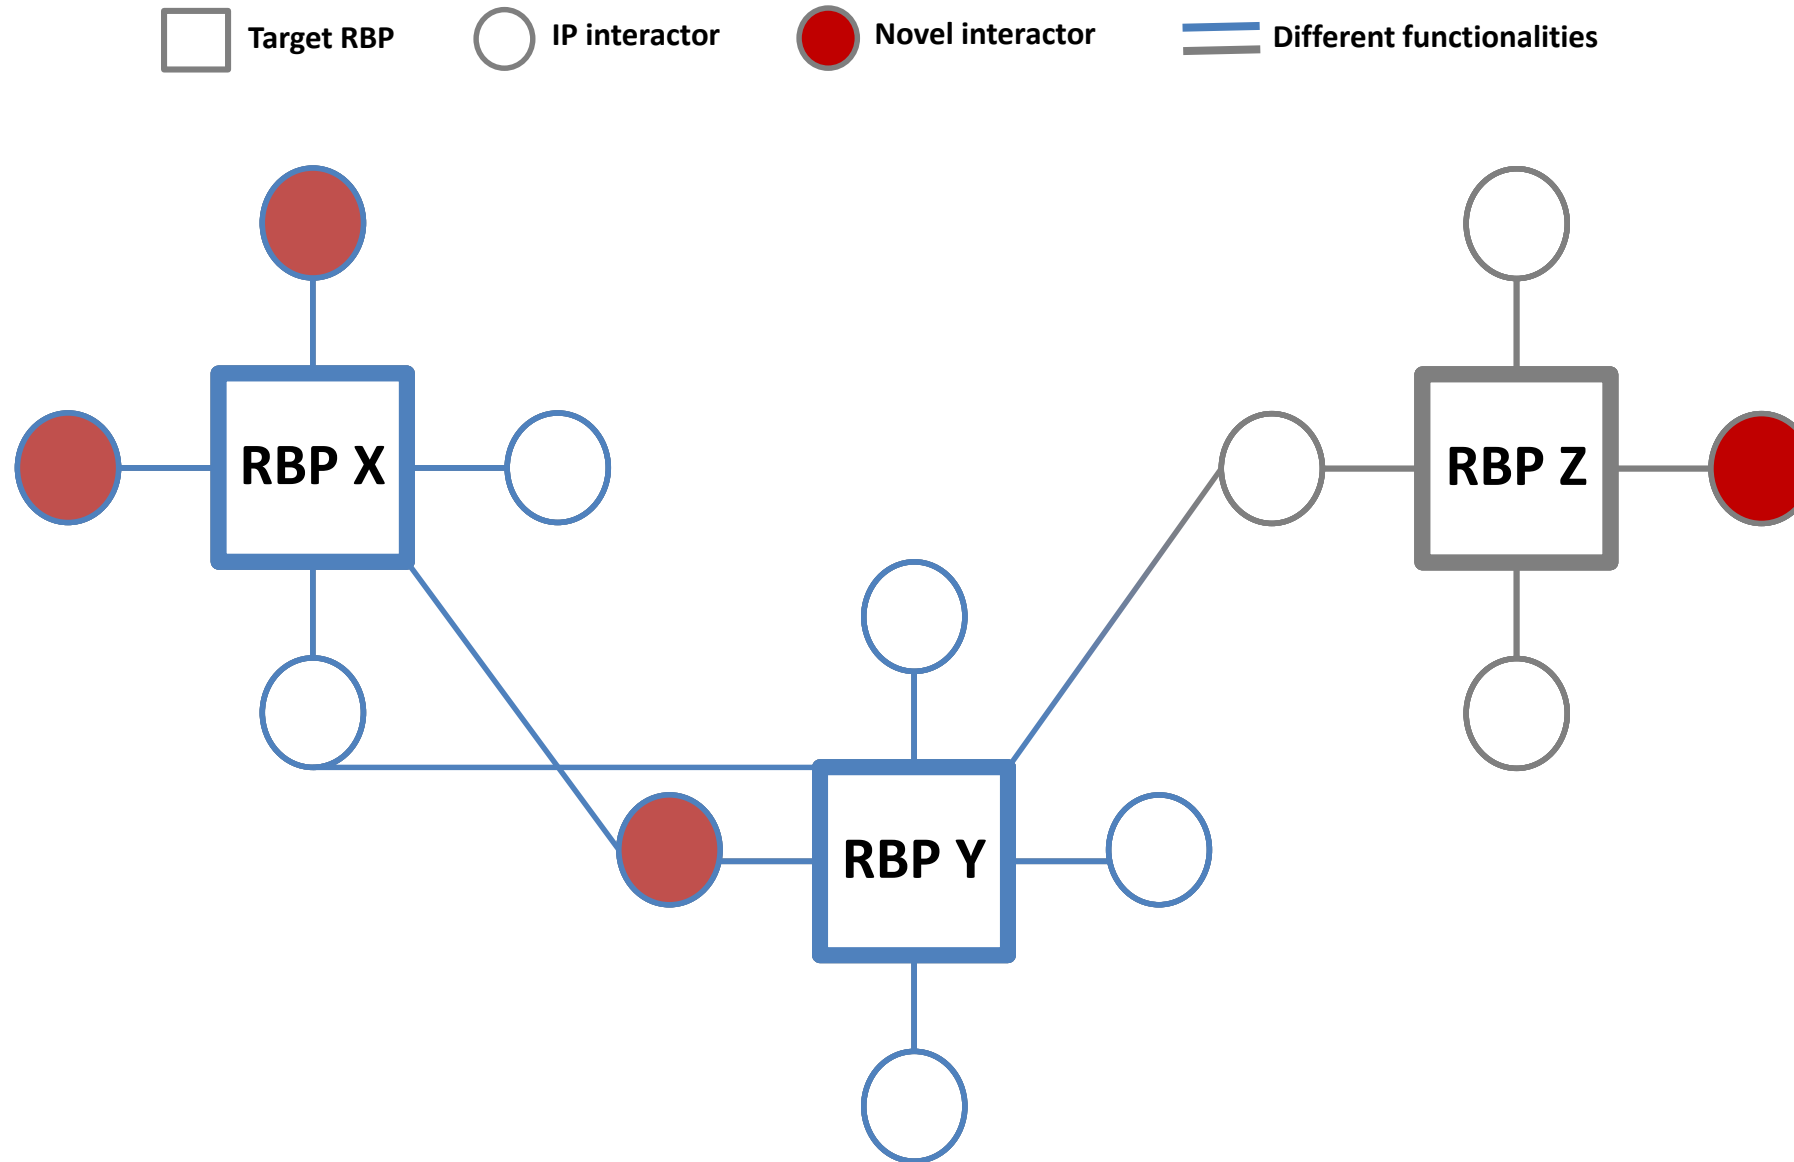 Target RBP
IP interactor
Novel interactor
Different functionalities
RBP X
RBP Z
RBP Y